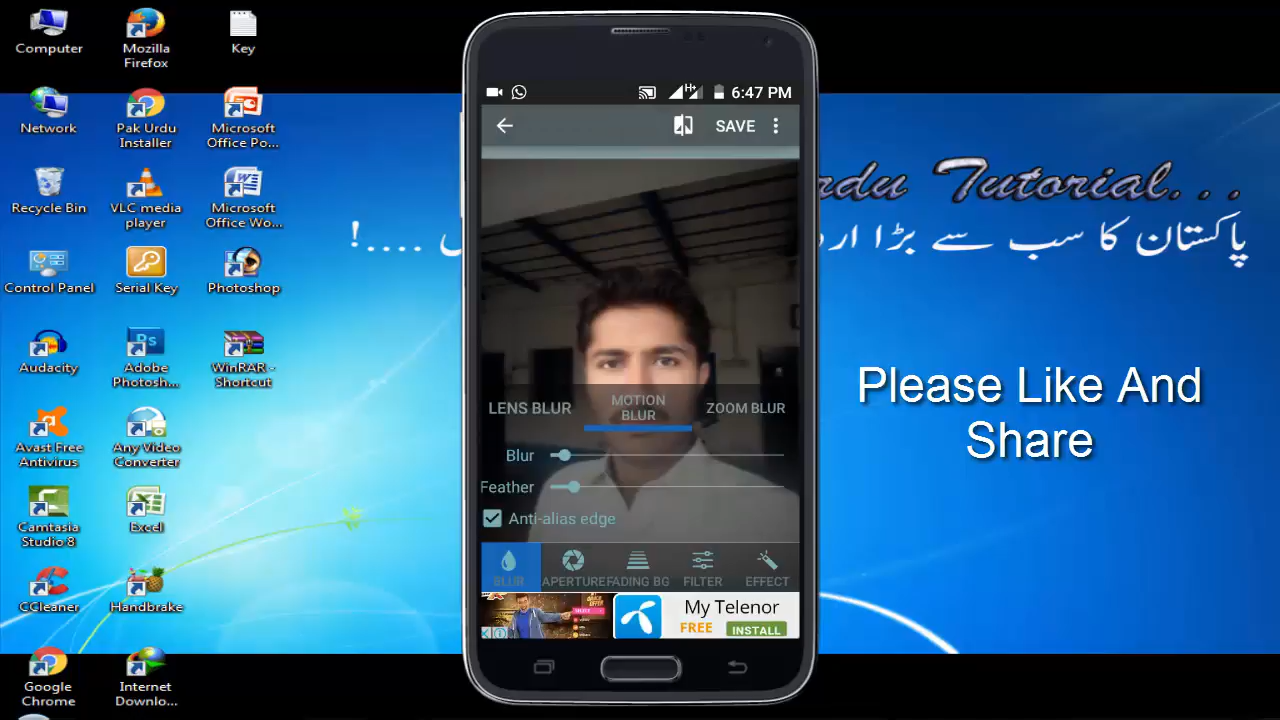 Computer
Mozilla
Firefox
Key
Network
Pak Urdu
Installer
Microsoft
Office Po...
Recycle Bin
VLC media
player
Microsoft
Office Wo...
Control Panel
Serial Key
Photoshop
Audacity
Adobe
Photosh...
WinRAR -
Shortcut
Avast Free
Antivirus
Any Video
Converter
Camtasia
Studio 8
Excel
CCleaner
Handbrake
Google
Chrome
Internet
Downlo...
H+
6:47 PM
SAVE
LENS BLUR
MOTION
BLUR
ZOOM BLUR
Blur
Feather
Anti-alias edge
BLUR
APERTURE
FADING BG
FILTER
EFFECT
My Telenor
FREE
INSTALL
rdu Tutorial. . .
پاکستان کا سب سے بڑا ار
!....
Please Like And
Share